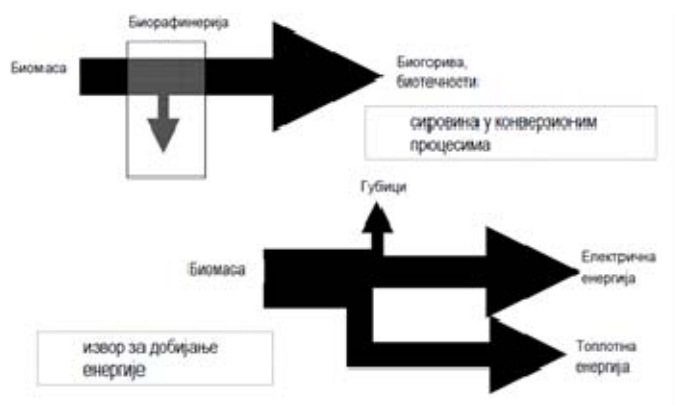 Биорафинерија
Биомаса
Биогорива,
биотечности
сировина у конверзионим
процесима
Губици
Биомаса
Електрична
енергија
извор за добијање
енергије
Топлотна
енергија